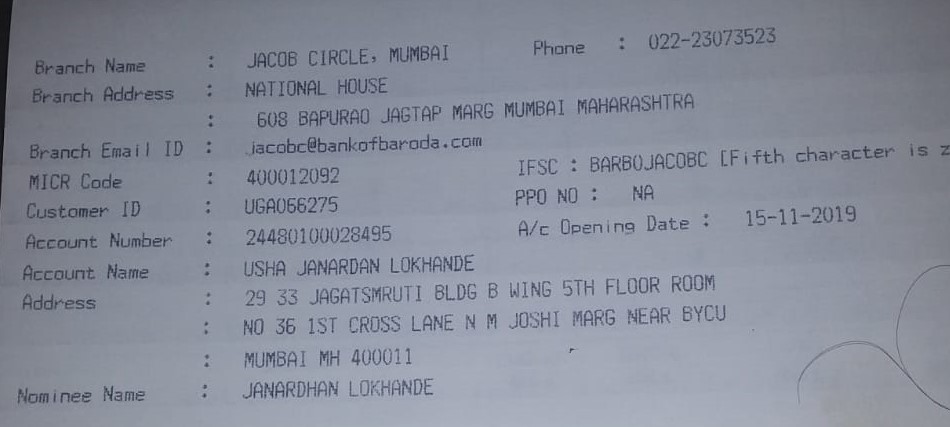 Branch Name : JACOB CIRCLE, MUMBAI Phone : 022-23073523
Branch Address : NATIONAL HOUSE
: 608 BAPURAO JAGTAP MARG MUMBAI MAHARASHTRA
Branch Email ID : jacobc@bankofbaroda.com
MICR Code : 400012092 IFSC : BARB0JACOBC [Fifth character is z
Customer ID : UGA066275 PPO NO : NA
Account Number : 24480100028495 A/c Opening Date : 15-11-2019
Account Name : USHA JANARDAN LOKHANDE
Address : 29 33 JAGATSMRUTI BLDG B WING 5TH FLOOR ROOM
: NO 36 1ST CROSS LANE N M JOSHI MARG NEAR BYCU
: MUMBAI MH 400011
Nominee Name : JANARDHAN LOKHANDE